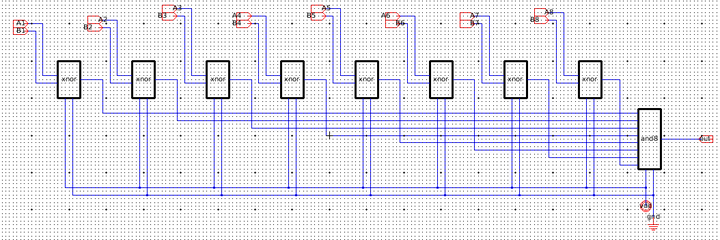 A1
B1
A2
B2
A3
B3
A4
B4
A5
B5
A6
B6
A7
B7
A8
B8
xnor xnor xnor xnor xnor xnor xnor xnor
and8
out
vdd
gnd